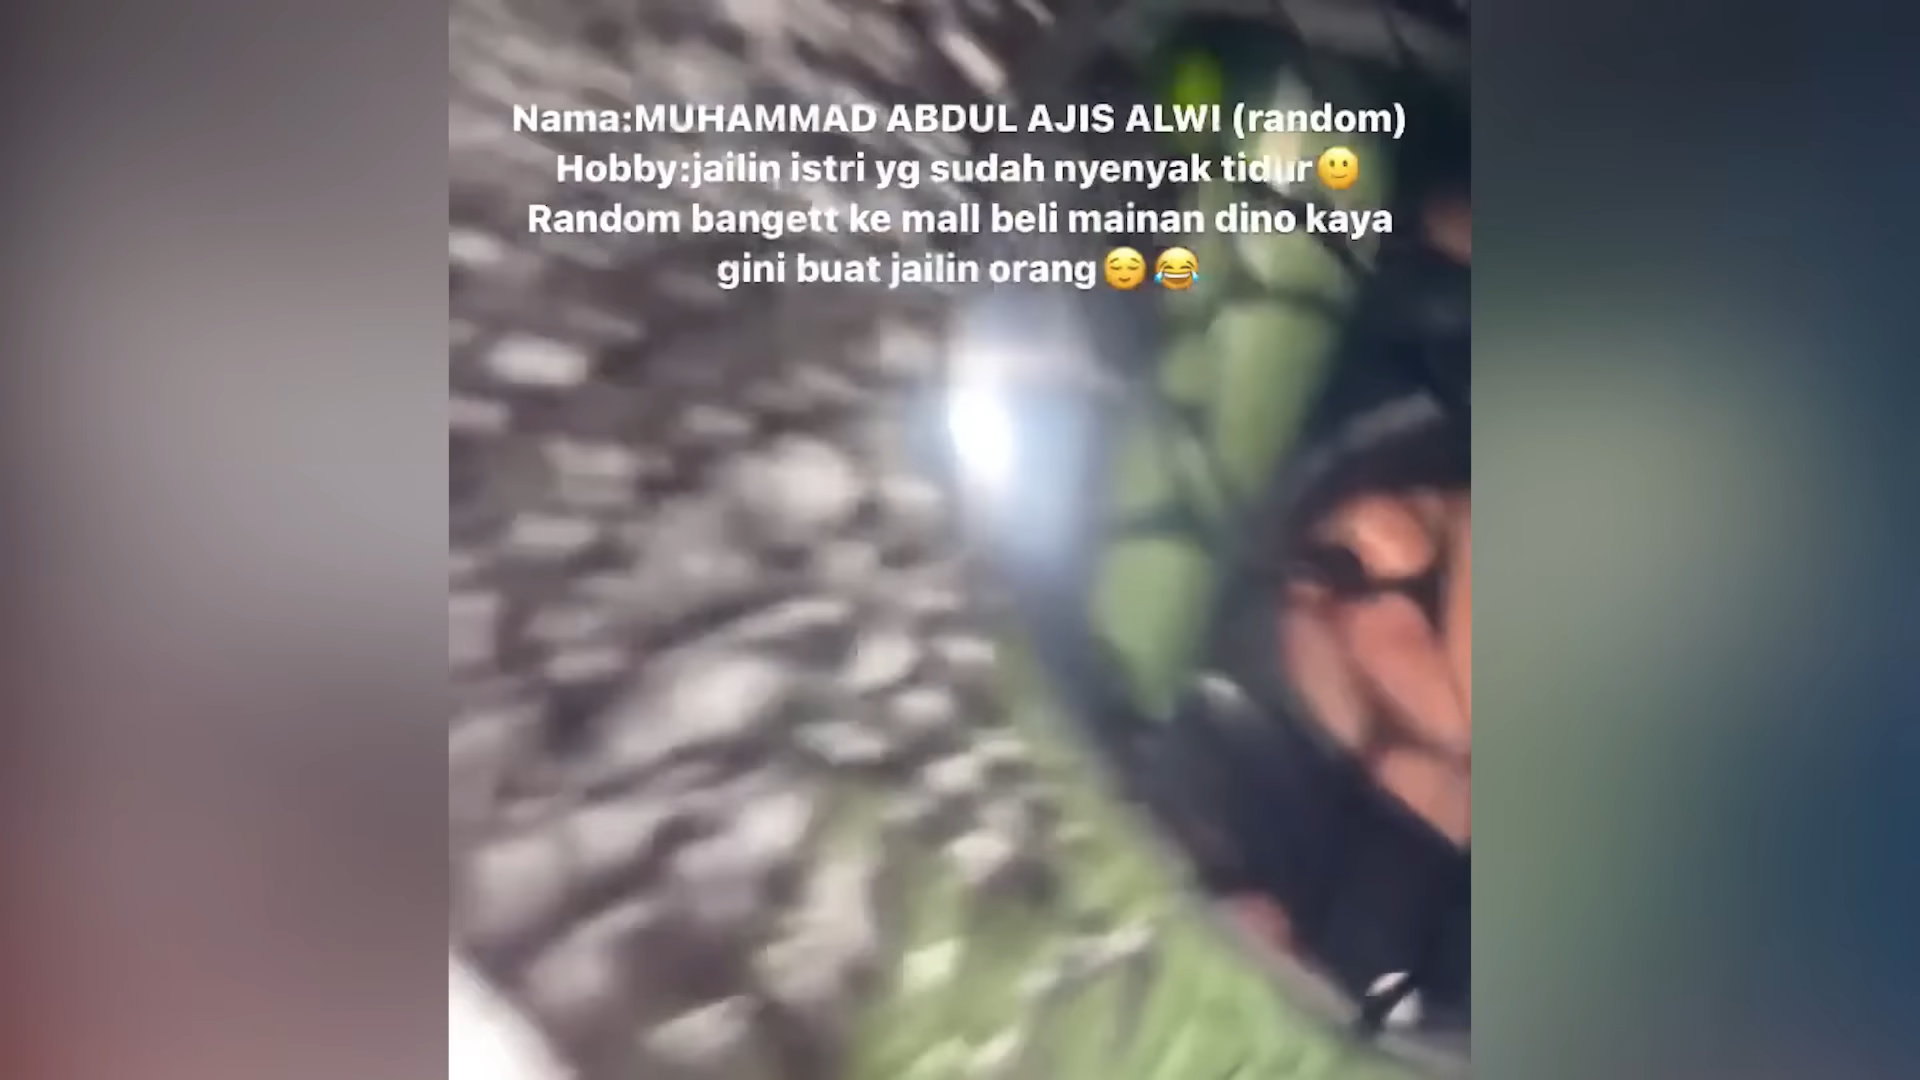 Nama:MUHAMMAD ABDUL AJIS ALWI (random)
Hobby:jailin istri yg sudah nyenyak tidur🙂
Random bangett ke mall beli mainan dino kaya
gini buat jailin orang😌😂